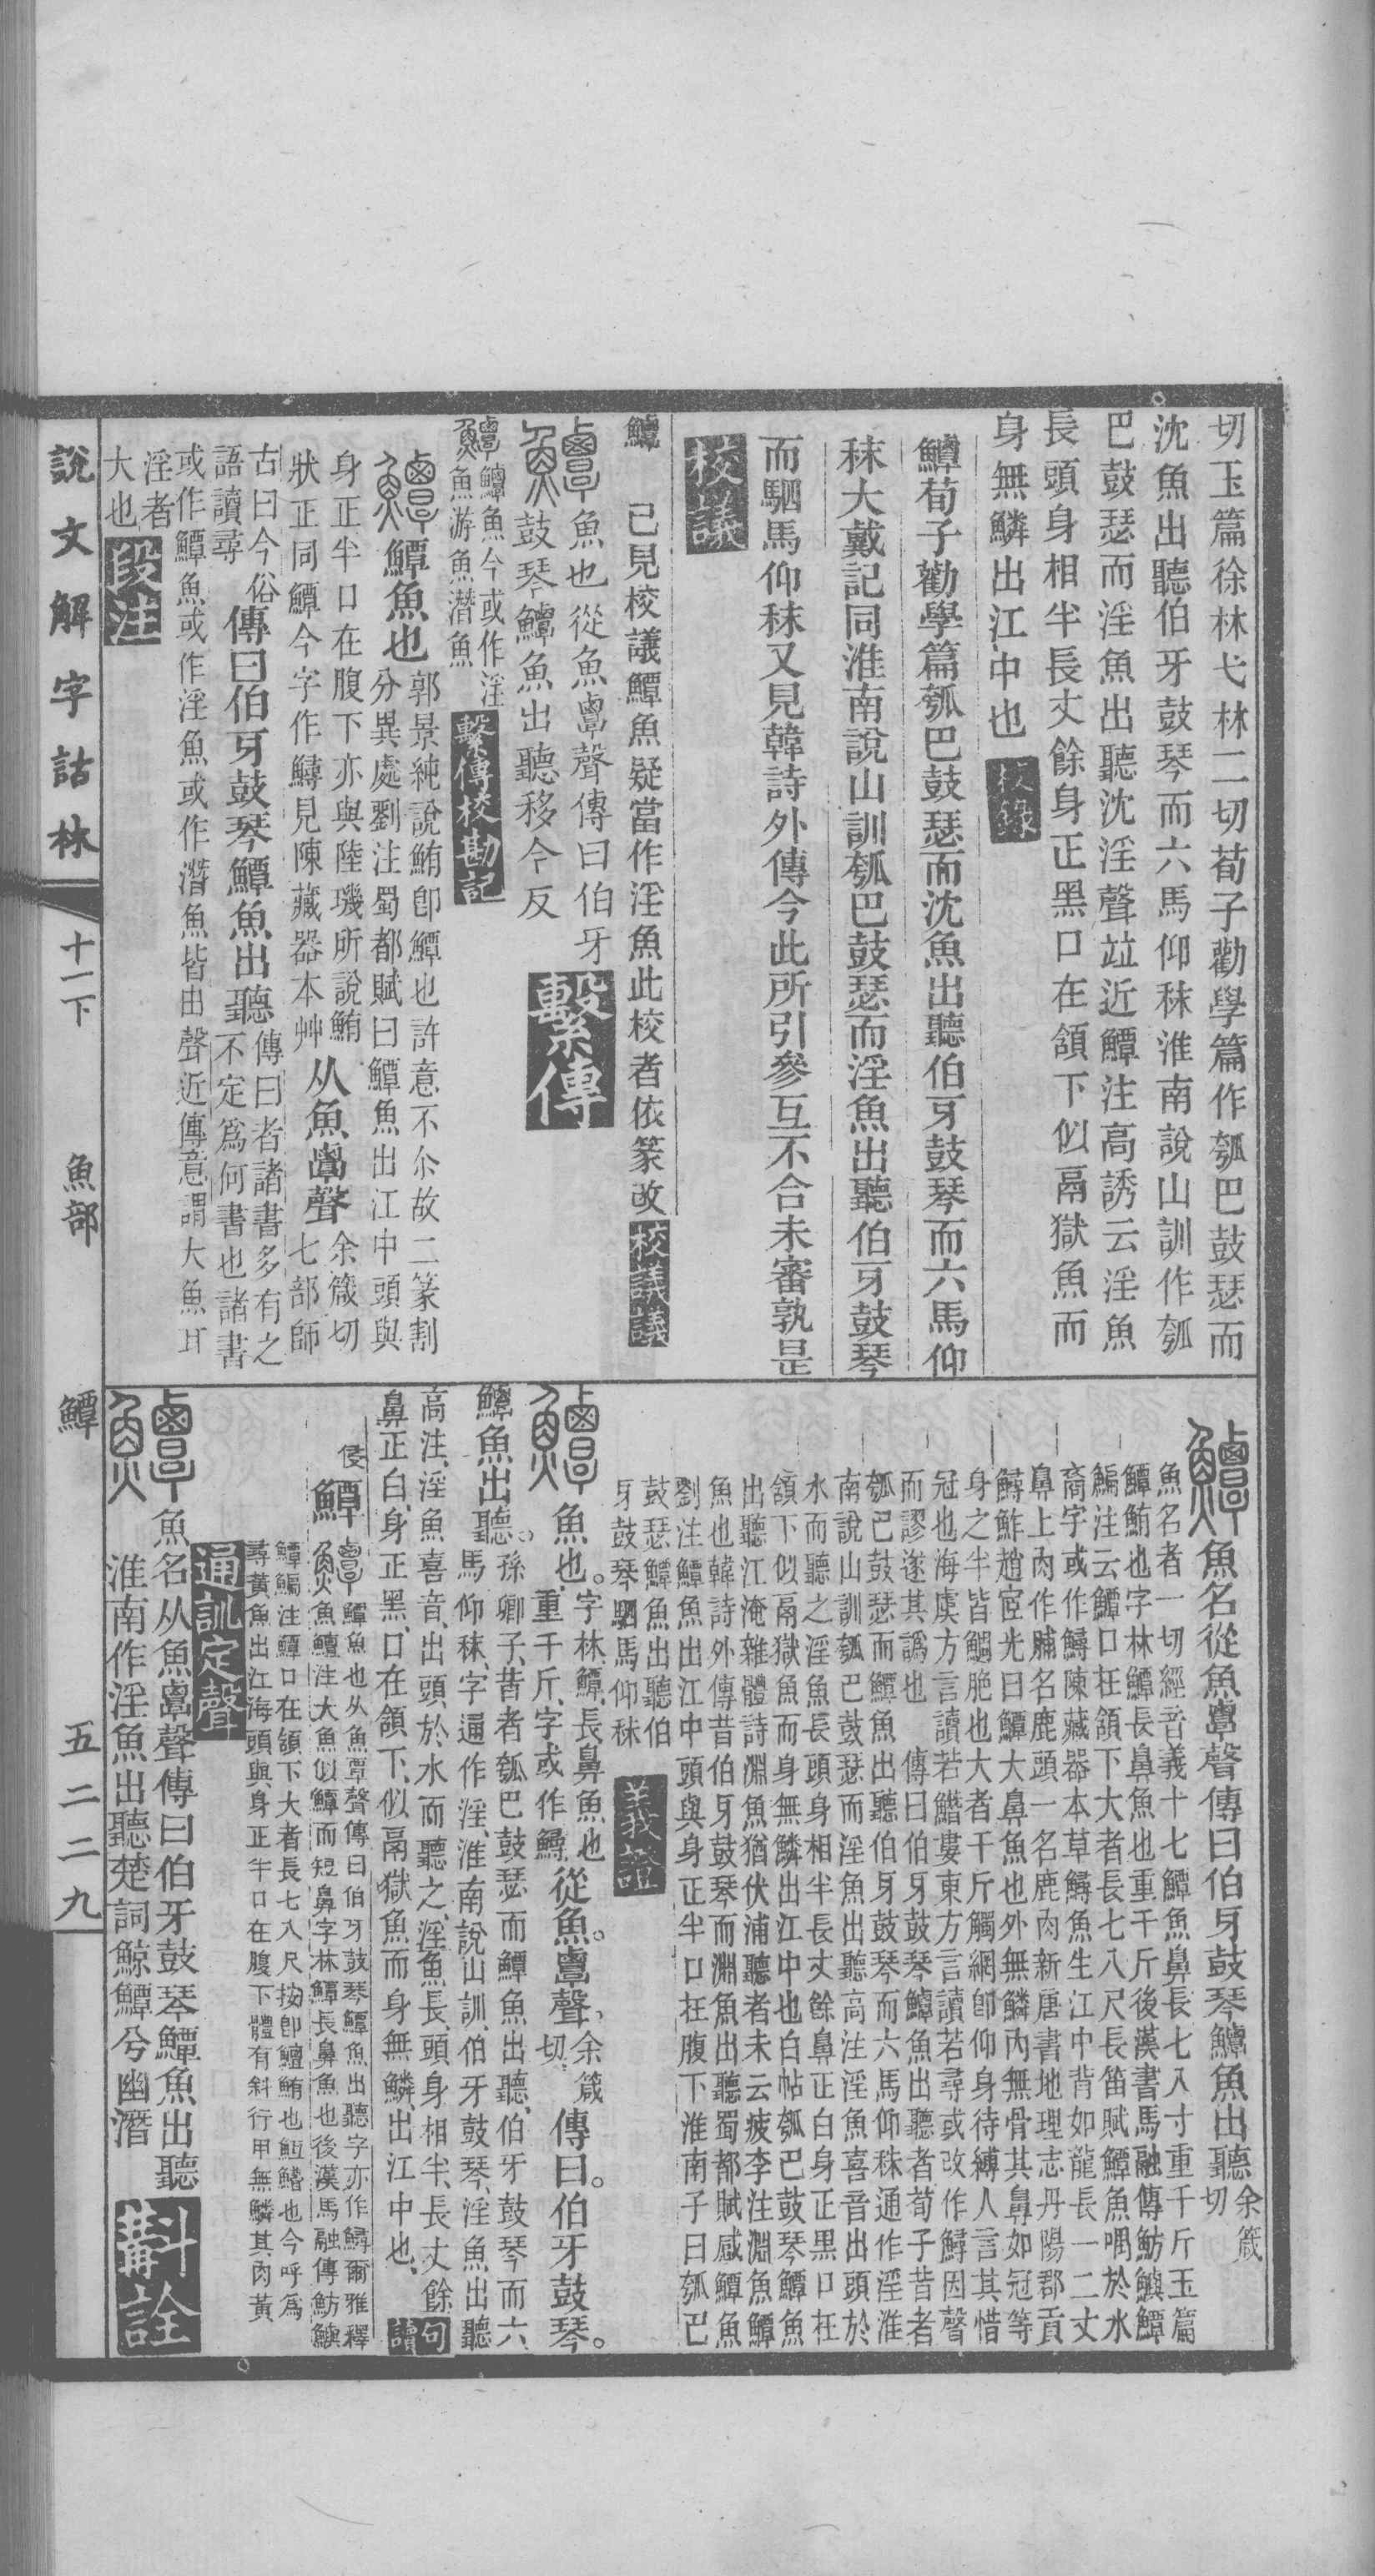 切玉篇徐林弋林二切荀子勸學篇作瓠巴鼓瑟而
沈魚出聽伯牙鼓琴而六馬仰秣淮南說山訓作瓠
巴鼓瑟而淫魚出聽沈淫聲竝近鱏注高誘云淫魚
長頭身相半長丈餘身正黑口在頷下似鬲獄魚而
身無鱗出江中也 校錄
鱏荀子勸學篇瓠巴鼓瑟而沈魚出聽伯牙鼓琴而六馬仰
秣大戴記同淮南說山訓瓠巴鼓瑟而淫魚出聽伯牙鼓琴
而駟馬仰秣又見韓詩外傳今此所引參互不合未審孰是
校議
鱏 已見校議鱏魚疑當作淫魚此校者依篆改 校議議
鱏 魚也從魚覃聲傳曰伯牙
鼓琴鱏魚出聽移今反 繫傳
鱏 鱏魚今或作淫
魚游魚潛魚 繫傳校勘記
鱏 鱏魚也 郭景純說鮪卽鱏也許意不尒故二篆割
分異處劉注蜀都賦曰鱏魚出江中頭與
身正半口在腹下亦與陸璣所說鮪
狀正同鱏今字作鱘見陳藏器本艸 从魚覃聲 余箴切
七部師
古曰今俗
語讀尋 傳曰伯牙鼓琴鱏魚出聽 傳曰者諸書多有之
不定爲何書也諸書
或作鱏魚或作淫魚或作潛魚皆由聲近傳意謂大魚耳
淫者
大也 段注
鱏 魚名從魚覃聲傳曰伯牙鼓琴鱏魚出聽 余箴
切
魚名者一切經音義十七鱏魚鼻長七八寸重千斤玉篇
鱏鮪也字林鱏長鼻魚也重千斤後漢書馬融傳魴鱮鱏
鯿注云鱏口在頷下大者長七八尺長笛賦鱏魚喁於水
裔字或作鱘陳藏器本草鱘魚生江中背如龍長一二丈
鼻上肉作脯名鹿頭一名鹿肉新唐書地理志丹陽郡貢
鱘鮓趙宧光曰鱏大鼻魚也外無鱗內無骨其鼻如冠等
身之半皆鯝肥也大者千斤觸網卽仰身待縛人言其惜
冠也海虞方言讀若鱛婁東方言讀若尋或改作鱘因聲
而謬遂其譌也 傳曰伯牙鼓琴鱏魚出聽者荀子昔者
瓠巴鼓瑟而鱏魚出聽伯牙鼓琴而六馬仰秣通作淫淮
南說山訓瓠巴鼓瑟而淫魚出聽高注淫魚喜音出頭於
水而聽之淫魚長頭身相半長丈餘鼻正白身正黑口在
頷下似鬲獄魚而身無鱗出江中也白帖瓠巴鼓琴鱏魚
出聽江淹雜體詩淵魚猶伏浦聽者未云疲李注淵魚鱏
魚也韓詩外傳昔伯牙鼓琴而淵魚出聽蜀都賦感鱏魚
劉注鱏魚出江中頭與身正半口在腹下淮南子曰瓠巴
鼓瑟鱏魚出聽伯
牙鼓琴駟馬仰秣 義證
鱏 魚也。 字林、鱏、長鼻魚也
重千斤、字或作鱘 從魚。覃聲。 余箴
切 傳曰。伯牙鼓琴。
鱏魚出聽。 孫卿子、昔者瓠巴鼓瑟而鱏魚出聽、伯牙鼓琴而六
馬仰秣、字通作淫、淮南說山訓、伯牙鼓琴、淫魚出聽
高注、淫魚喜音、出頭於水而聽之、淫魚長、頭身相半、長丈餘
鼻正白、身正黑、口在頷下、似鬲獄魚而身無鱗、出江中也、 句讀
侵
鱏 鱏魚也从魚覃聲傳曰伯牙鼓琴鱏魚出聽字亦作鱘爾雅釋
魚鱣注大魚似鱏而短鼻字林鱏長鼻魚也後漢馬融傳魴鱮
鱏鯿注鱏口在頷下大者長七八尺按卽鱣鮪也䱭鰭也今呼爲
尋黃魚出江海頭與身正半口在腹下體有斜行甲無鱗其肉黃
通訓定聲
鱏 魚名从魚覃聲傳曰伯牙鼓琴鱏魚出聽
淮南作淫魚出聽楚詞鯨鱏兮幽潛 斠詮
說文解字詁林 十一下 魚部 鱏 五二二九